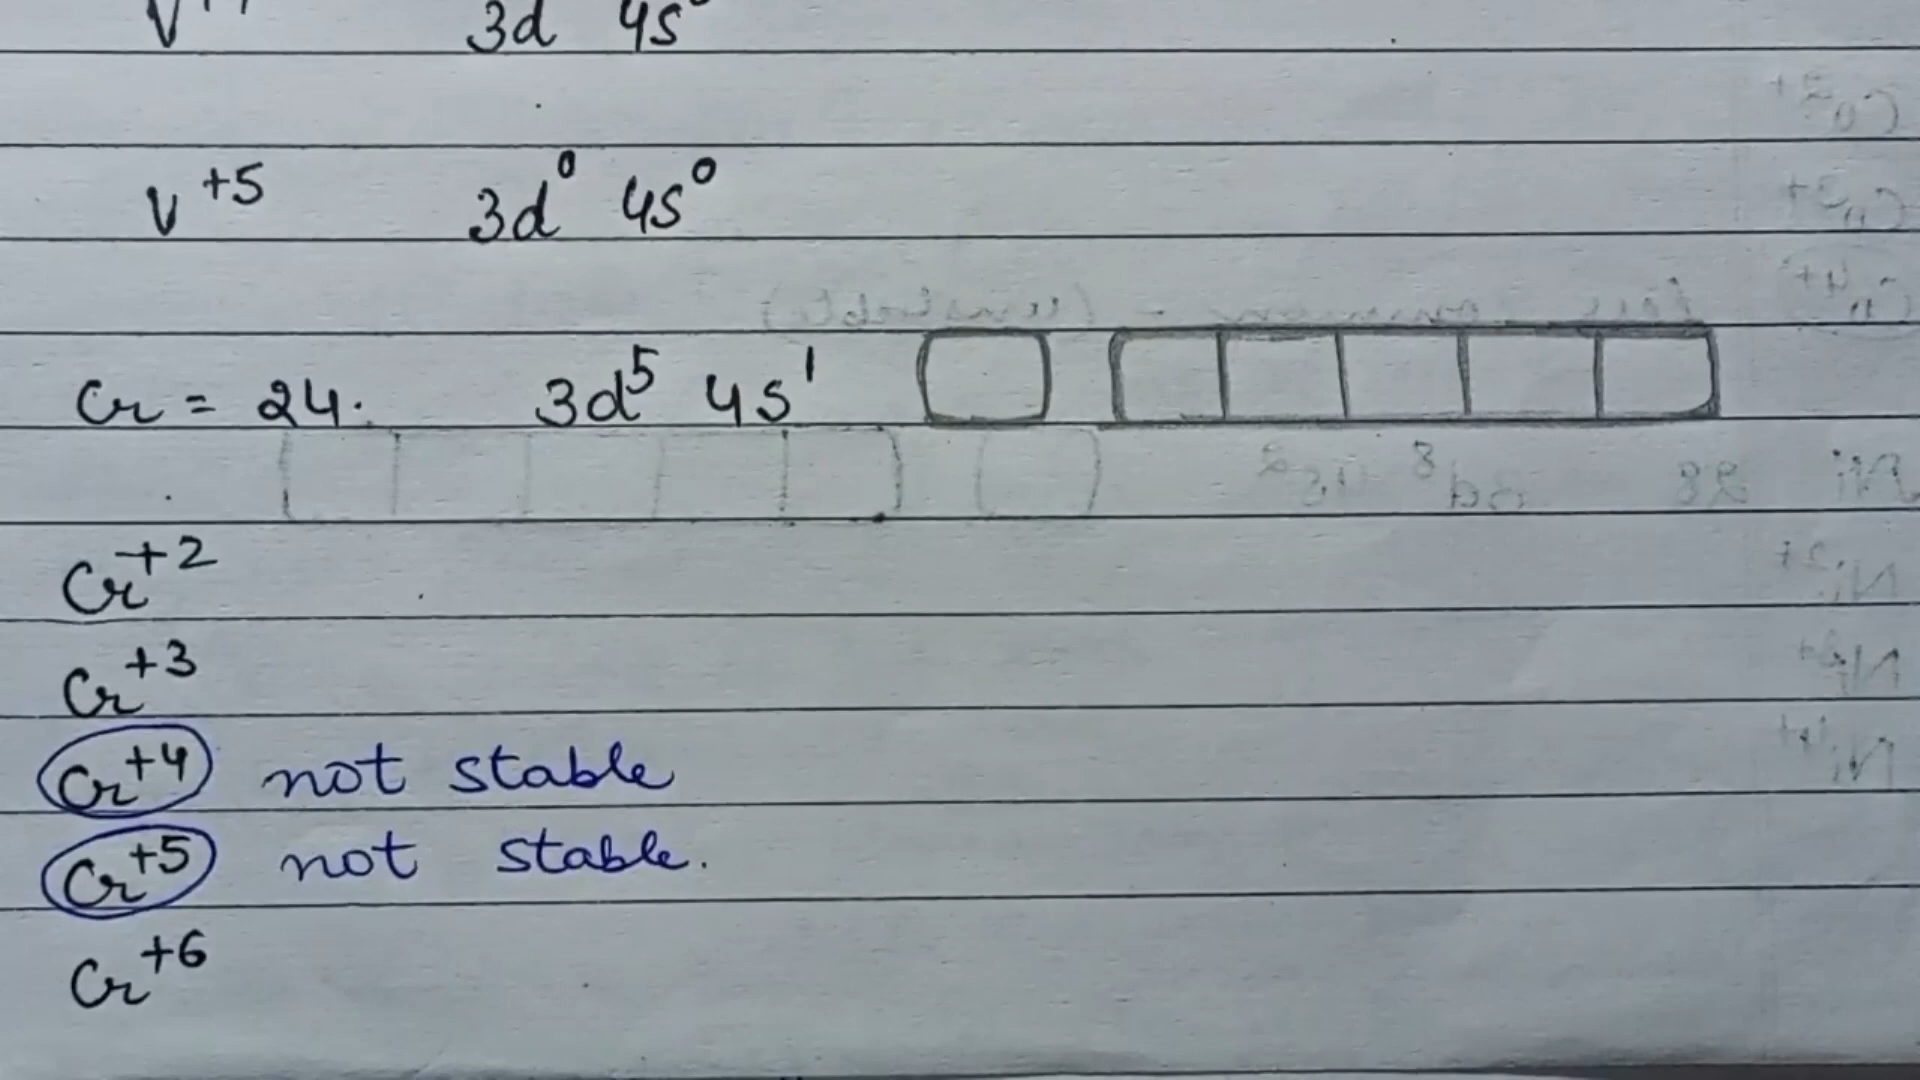 3d 4s⁰
V⁺⁵ 3d⁰ 4s⁰
Cr = 24. 3d⁵ 4s¹
Cr⁺²
Cr⁺³
Cr⁺⁴ not stable
Cr⁺⁵ not stable.
Cr⁺⁶